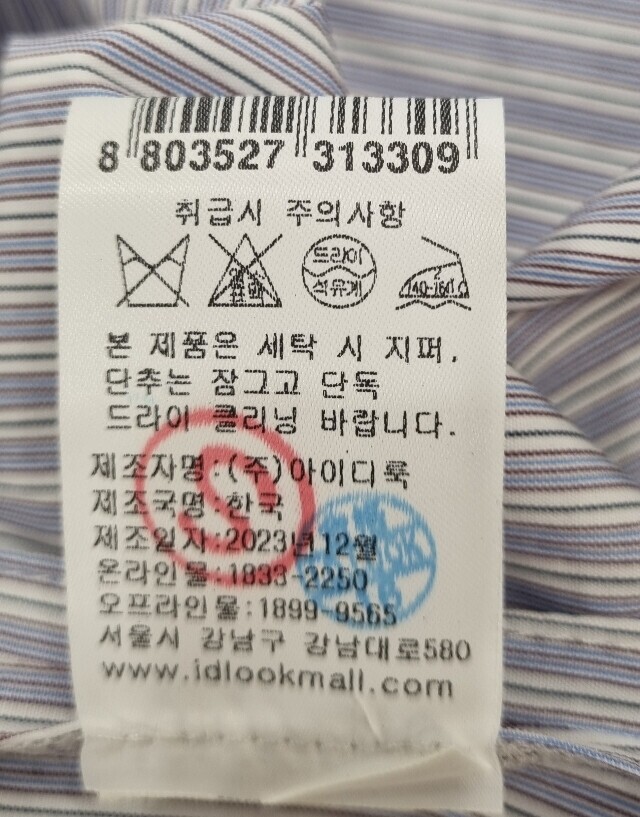 8 803527 313309
취급시 주의사항
드라이
석유계
2
140-160℃
본 제품은 세탁 시 지퍼,
단추는 잠그고 단독
드라이 클리닝 바랍니다.
제조자명:(주)아이디룩
제조국명:한국
제조일자:2023년12월
온라인몰:1833-2250
오프라인몰:1899-9565
서울시 강남구 강남대로580
www.idlookmall.com